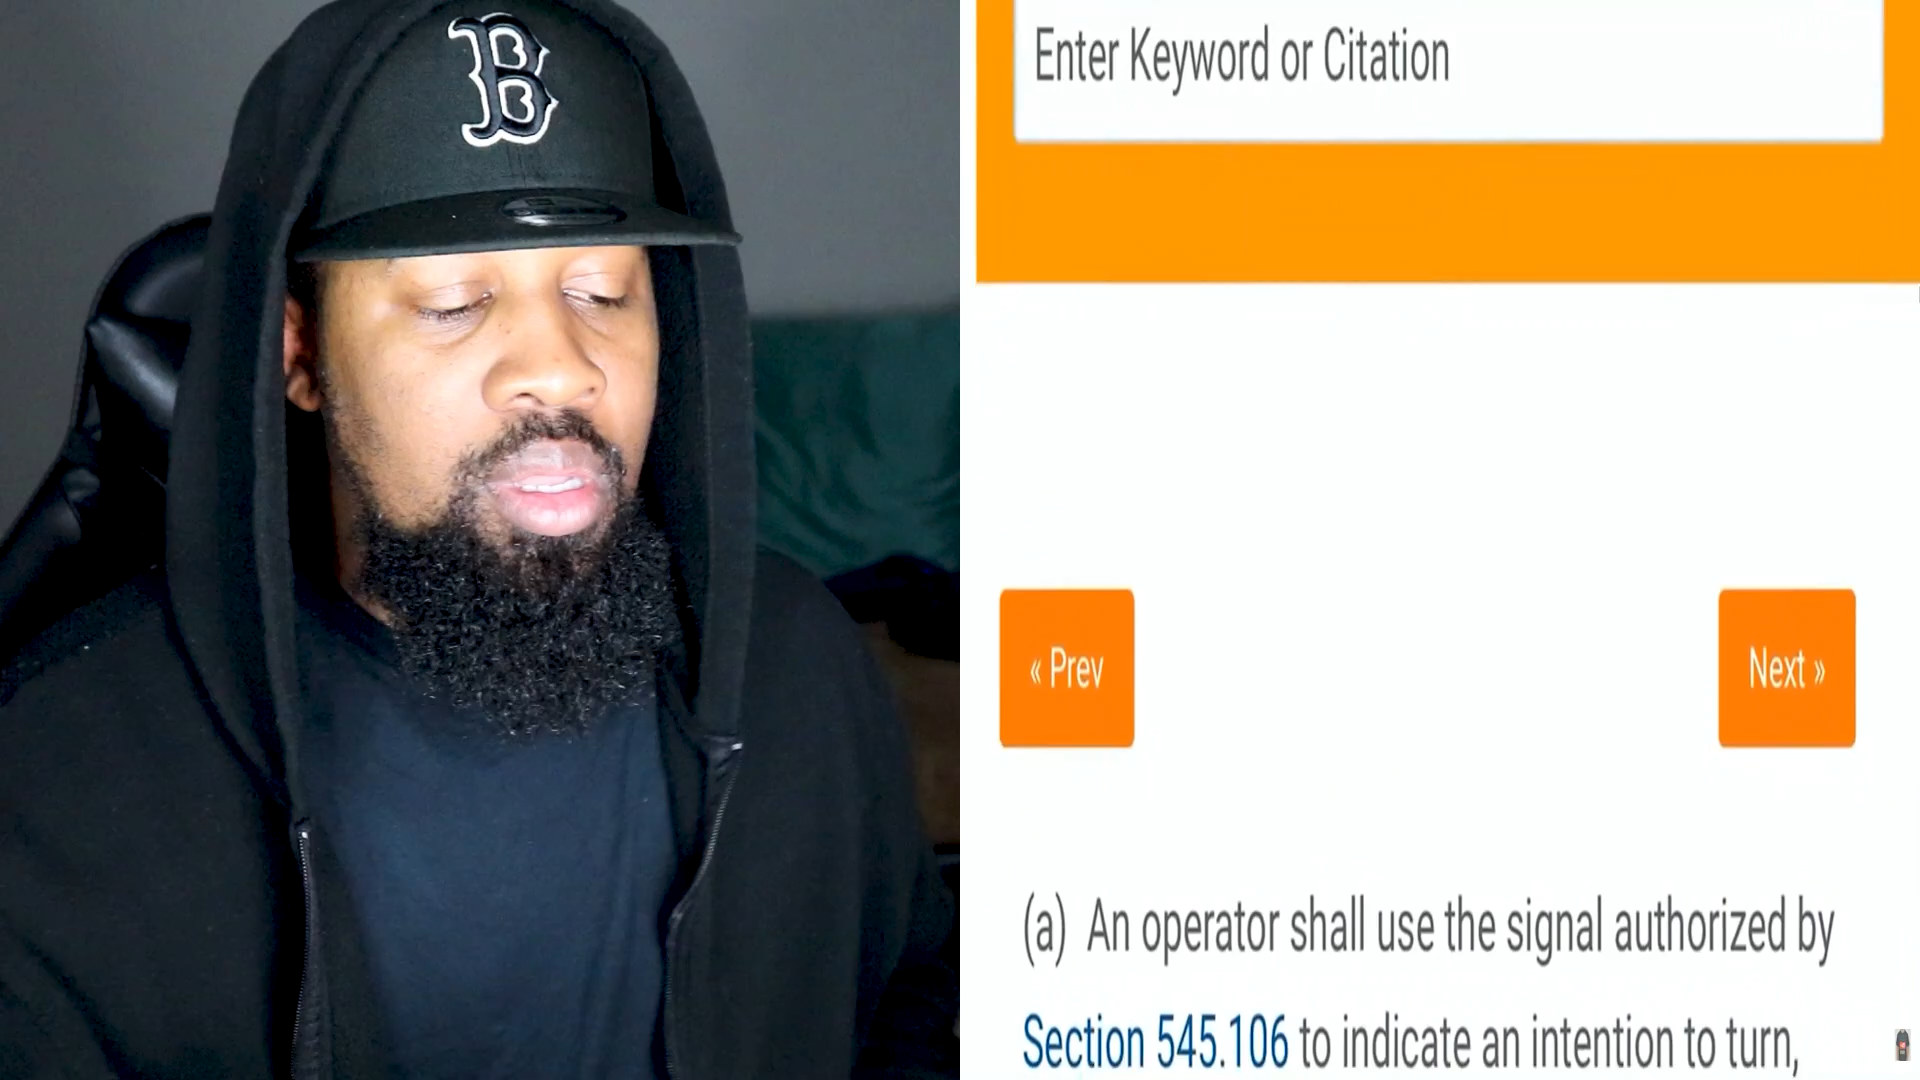 B
Enter Keyword or Citation
« Prev
Next »
(a) An operator shall use the signal authorized by
Section 545.106 to indicate an intention to turn,